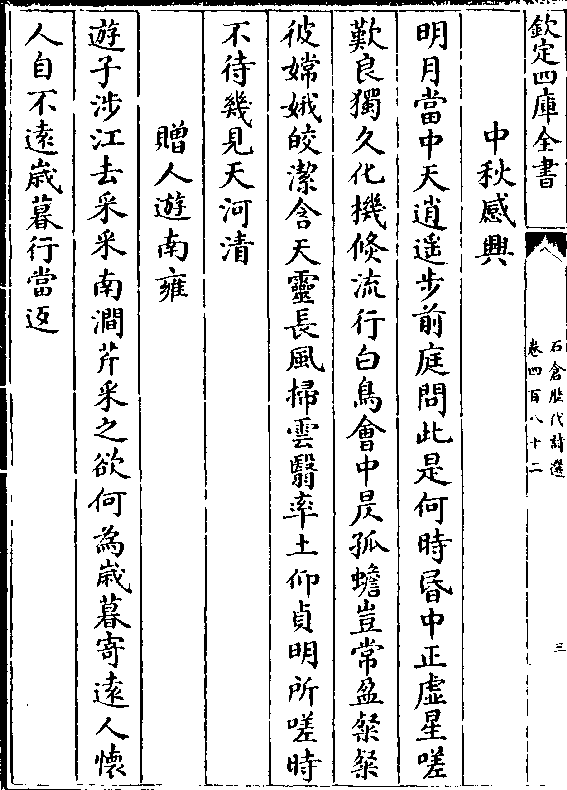 欽定四庫全書
石倉歷代詩選
卷四百八十二
三
中秋感興
明月當中天逍遥步前庭問此是何時昏中正虛星嗟
歎良獨久化機倐流行白鳥會中晨孤蟾豈常盈粲粲
彼嫦娥皎潔含天靈長風掃雲翳率土仰貞明所嗟時
不待幾見天河清
贈人遊南雍
遊子涉江去采采南澗芹采之欲何為歲暮寄遠人懐
人自不遠歲暮行當返